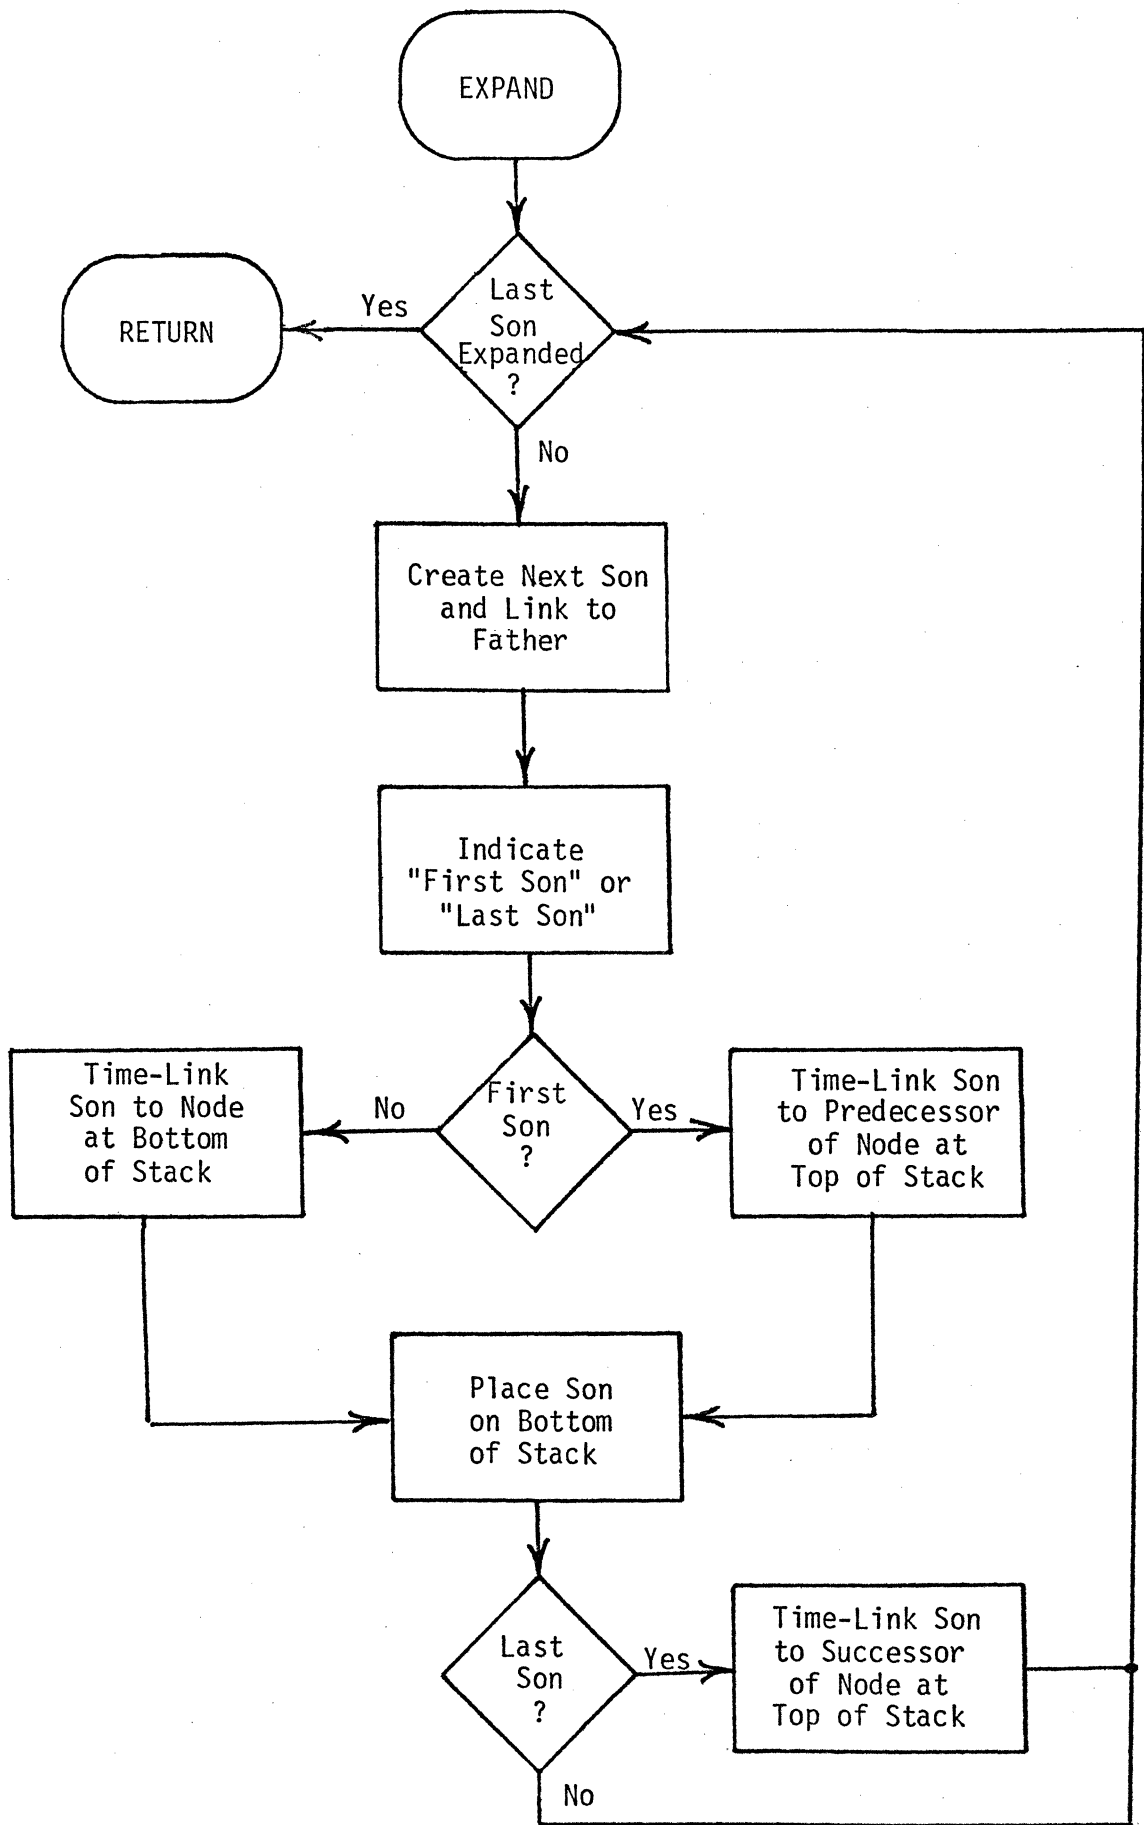 EXPAND
Last
Son
Expanded
?
Yes
RETURN
No
Create Next Son
and Link to
Father
Indicate
"First Son" or
"Last Son"
First
Son
?
No
Yes
Time-Link
Son to Node
at Bottom
of Stack
Time-Link Son
to Predecessor
of Node at
Top of Stack
Place Son
on Bottom
of Stack
Last
Son
?
Yes
Time-Link Son
to Successor
of Node at
Top of Stack
No